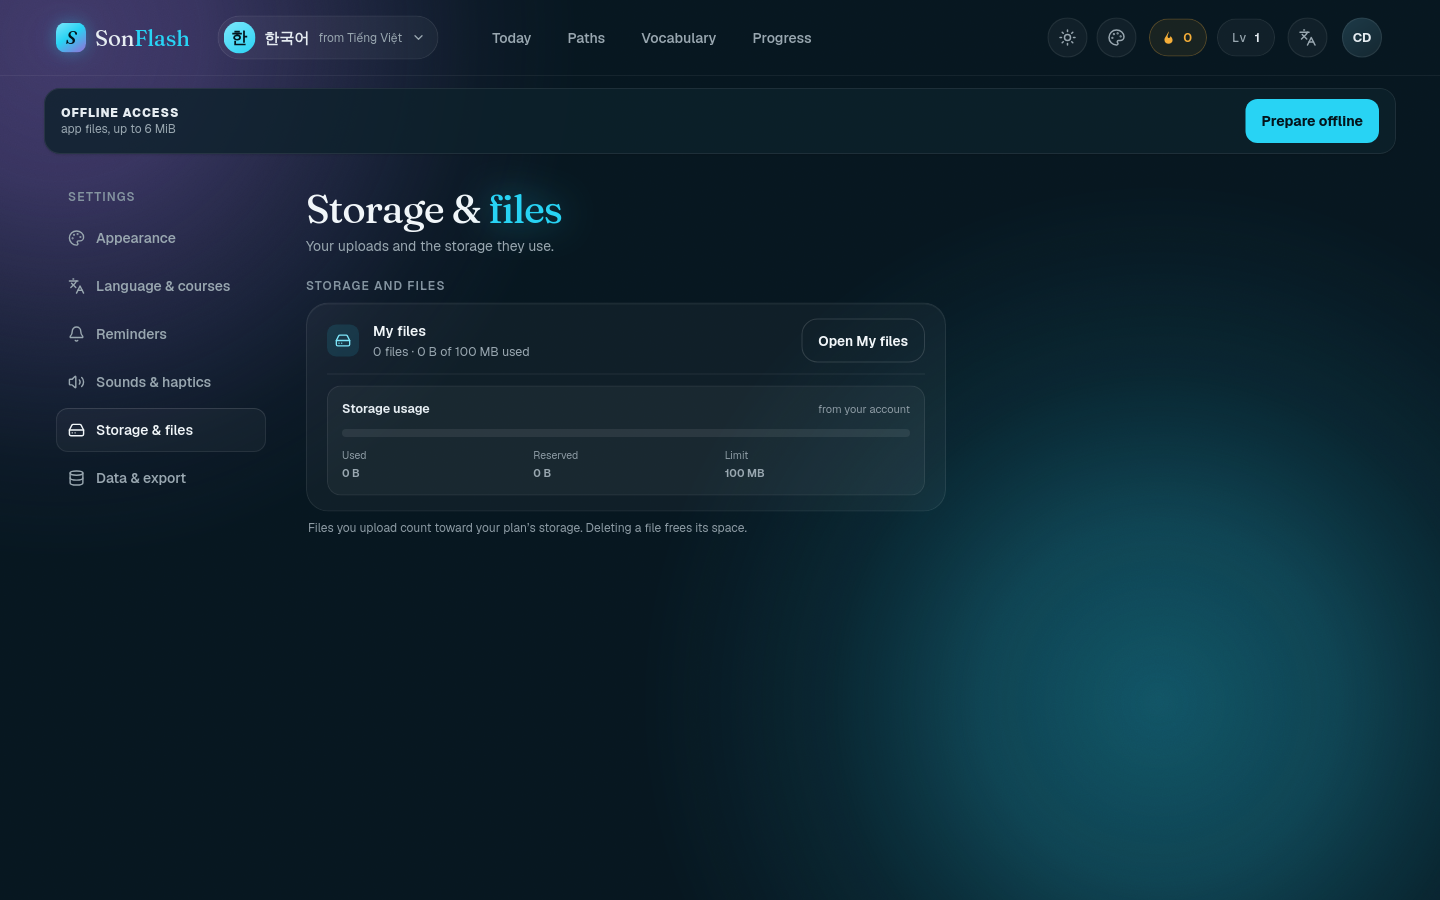 S SonFlash
한 한국어 from Tiếng Việt
Today
Paths
Vocabulary
Progress
0
Lv 1
CD
OFFLINE ACCESS
app files, up to 6 MiB
Prepare offline
SETTINGS
Appearance
Language & courses
Reminders
Sounds & haptics
Storage & files
Data & export
Storage & files
Your uploads and the storage they use.
STORAGE AND FILES
My files
0 files · 0 B of 100 MB used
Open My files
Storage usage
from your account
Used
0 B
Reserved
0 B
Limit
100 MB
Files you upload count toward your plan's storage. Deleting a file frees its space.